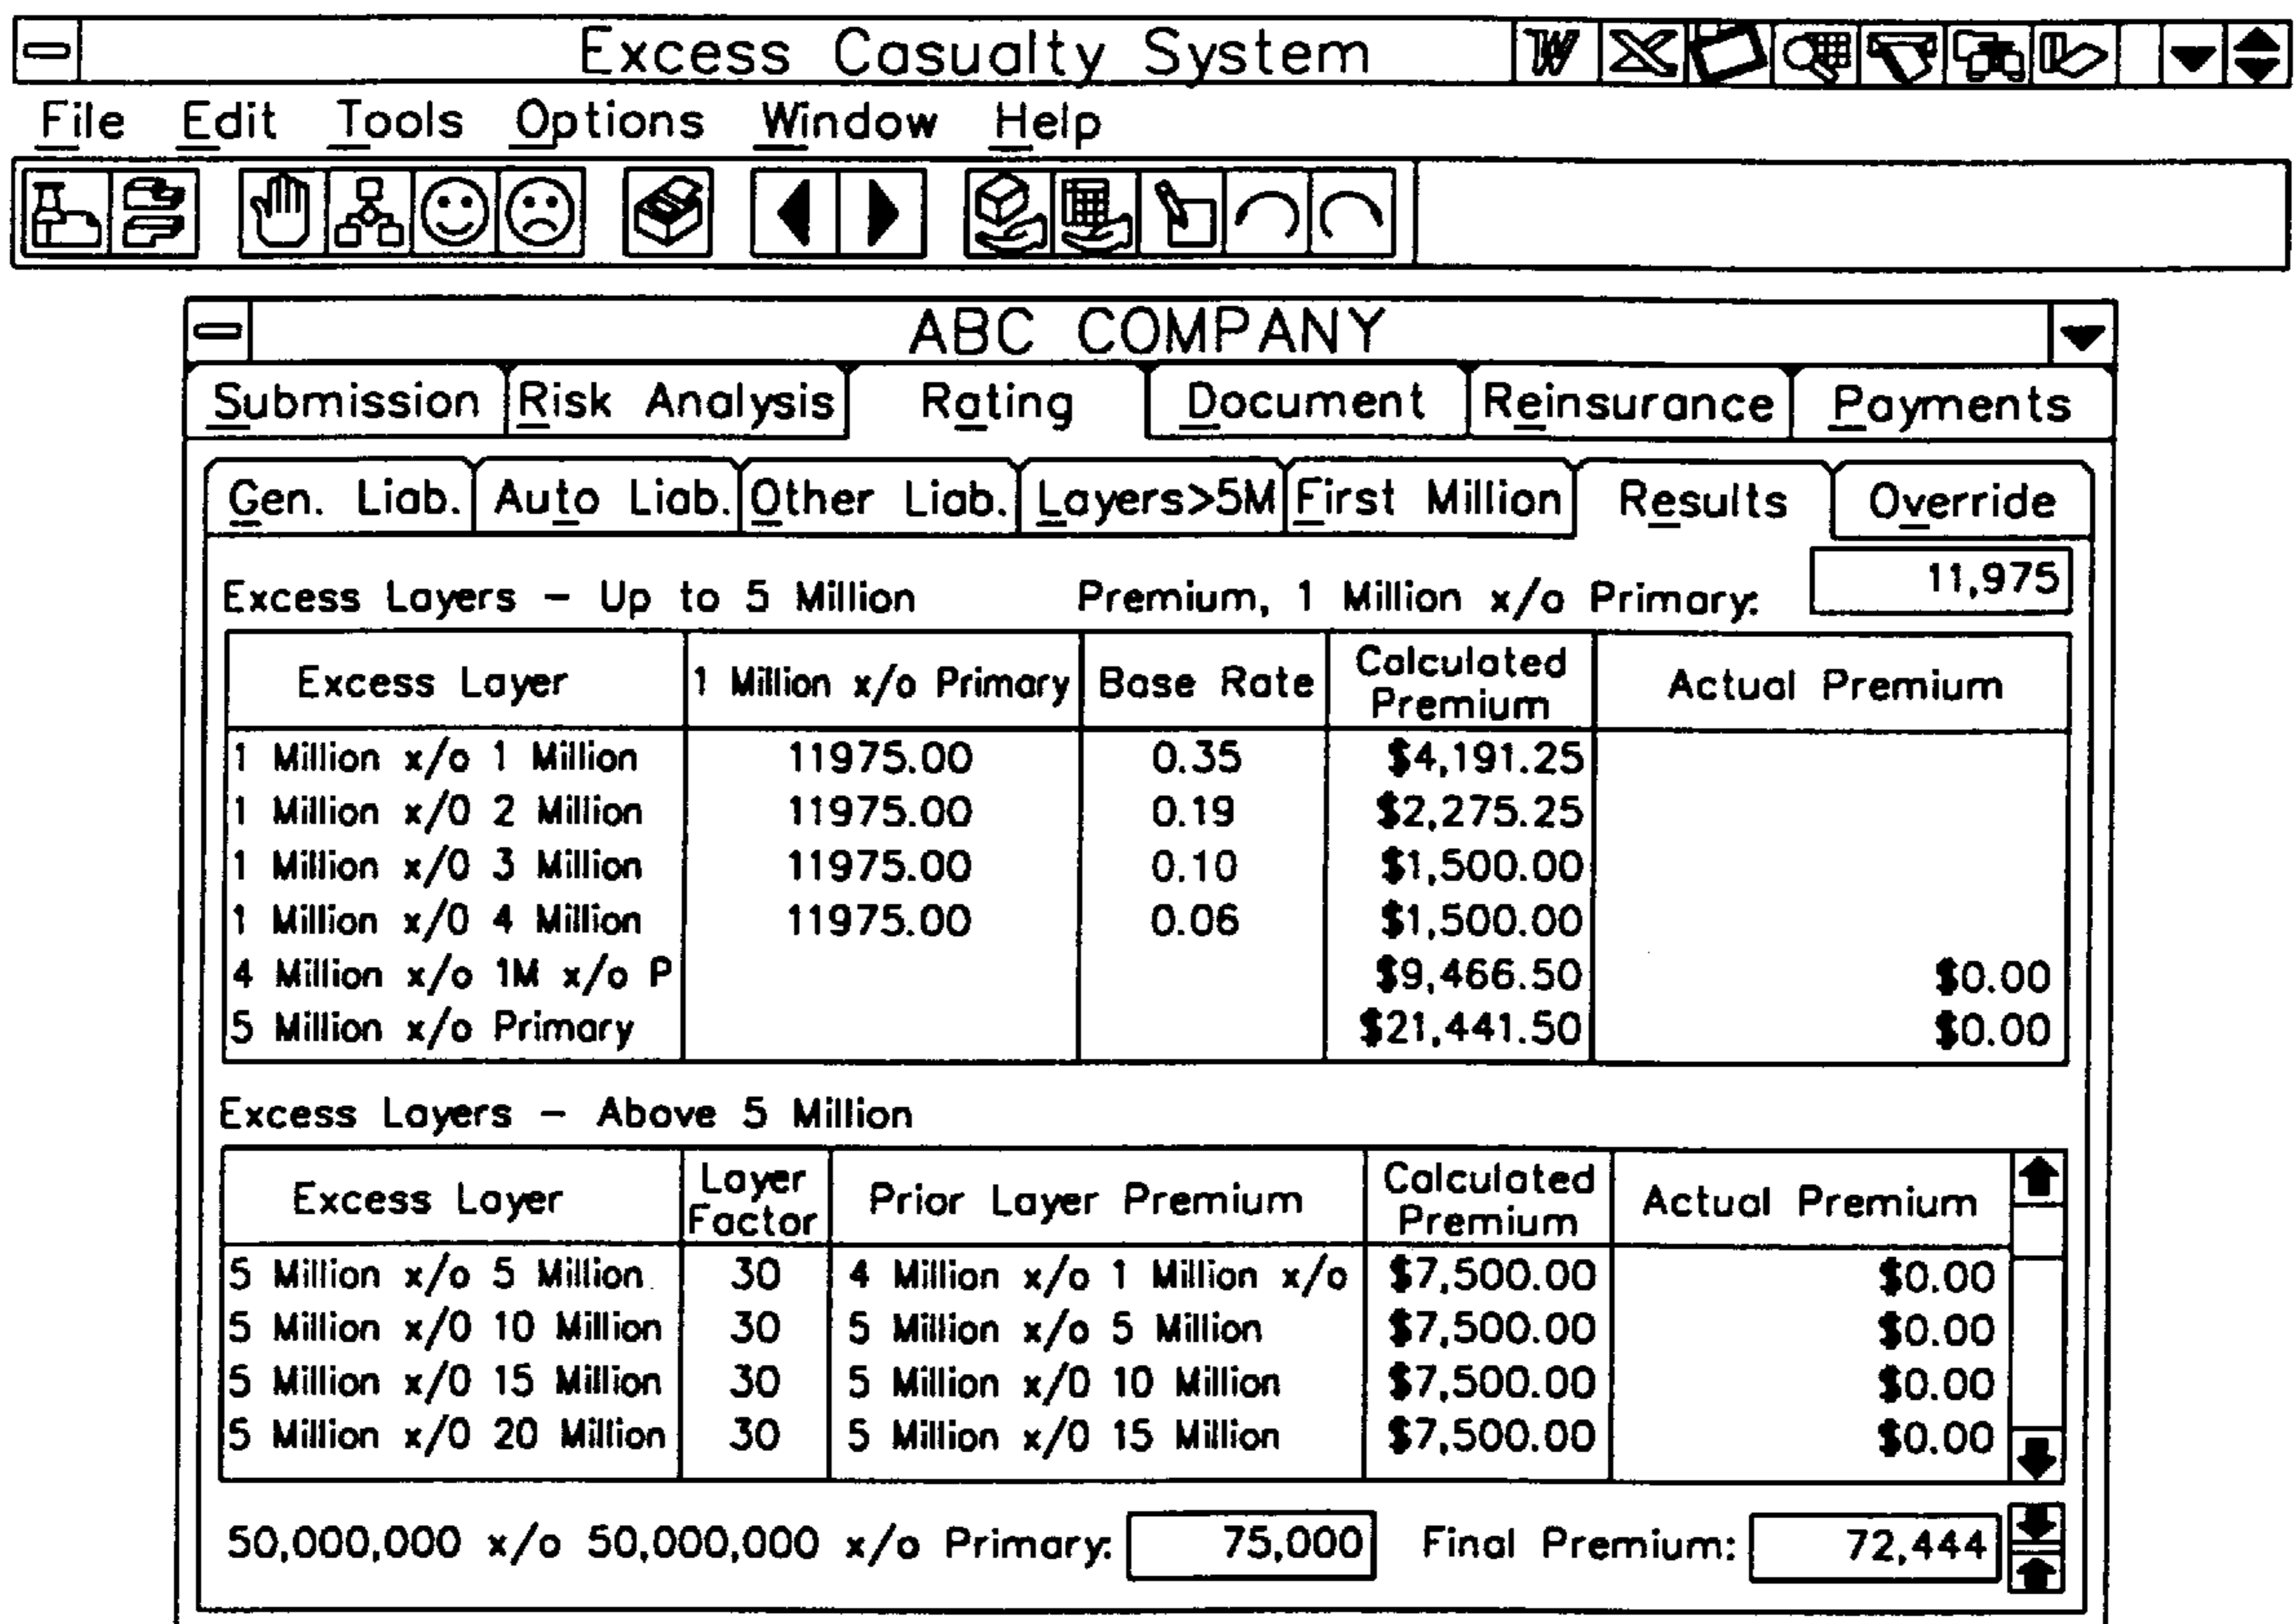 Excess Casualty System W X
File Edit Tools Options Window Help
ABC COMPANY
Submission Risk Analysis Rating Document Reinsurance Payments
Gen. Liab. Auto Liab. Other Liab. Layers>5M First Million Results Override
Excess Layers – Up to 5 Million Premium, 1 Million x/o Primary: 11,975
Excess Layer 1 Million x/o Primary Base Rate Calculated Premium Actual Premium
1 Million x/o 1 Million 11975.00 0.35 $4,191.25
1 Million x/0 2 Million 11975.00 0.19 $2,275.25
1 Million x/0 3 Million 11975.00 0.10 $1,500.00
1 Million x/0 4 Million 11975.00 0.06 $1,500.00
4 Million x/o 1M x/o P $9,466.50 $0.00
5 Million x/o Primary $21,441.50 $0.00
Excess Layers – Above 5 Million
Excess Layer Layer Factor Prior Layer Premium Calculated Premium Actual Premium
5 Million x/o 5 Million 30 4 Million x/o 1 Million x/o $7,500.00 $0.00
5 Million x/0 10 Million 30 5 Million x/o 5 Million $7,500.00 $0.00
5 Million x/0 15 Million 30 5 Million x/0 10 Million $7,500.00 $0.00
5 Million x/0 20 Million 30 5 Million x/0 15 Million $7,500.00 $0.00
50,000,000 x/o 50,000,000 x/o Primary: 75,000 Final Premium: 72,444